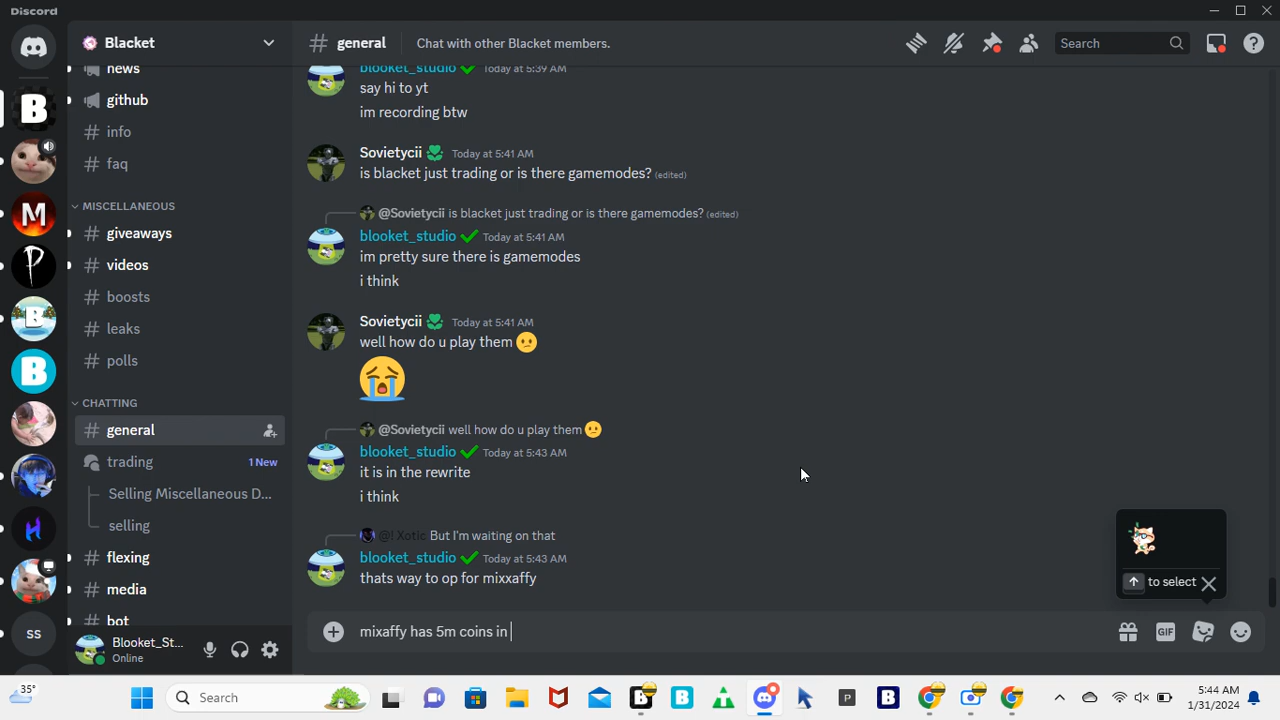 Discord
Blacket
general
Chat with other Blacket members.
Search
news
github
info
faq
MISCELLANEOUS
giveaways
videos
boosts
leaks
polls
CHATTING
general
trading
1 New
Selling Miscellaneous D...
selling
flexing
media
bot
blooket_studio Today at 5:39 AM
say hi to yt
im recording btw
Sovietycii Today at 5:41 AM
is blacket just trading or is there gamemodes? (edited)
@Sovietycii is blacket just trading or is there gamemodes? (edited)
blooket_studio Today at 5:41 AM
im pretty sure there is gamemodes
i think
Sovietycii Today at 5:41 AM
well how do u play them
@Sovietycii well how do u play them
blooket_studio Today at 5:43 AM
it is in the rewrite
i think
@! Xotic But I'm waiting on that
blooket_studio Today at 5:43 AM
thats way to op for mixxaffy
to select
mixaffy has 5m coins in
GIF
ss
Blooket_St...
Online
35°
Search
5:44 AM
1/31/2024